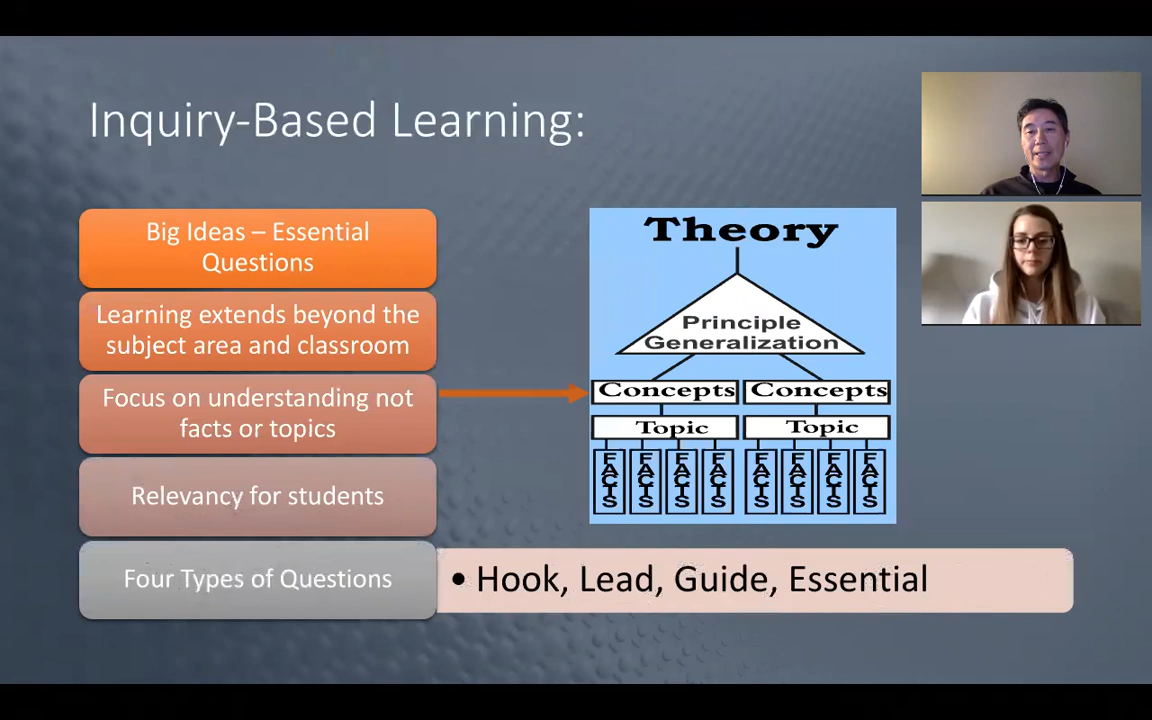 Inquiry-Based Learning:
Big Ideas – Essential
Questions
Learning extends beyond the
subject area and classroom
Focus on understanding not
facts or topics
Relevancy for students
Four Types of Questions
• Hook, Lead, Guide, Essential
Theory
Principle
Generalization
Concepts Concepts
Topic Topic
FACTS FACTS FACTS FACTS FACTS FACTS FACTS FACTS